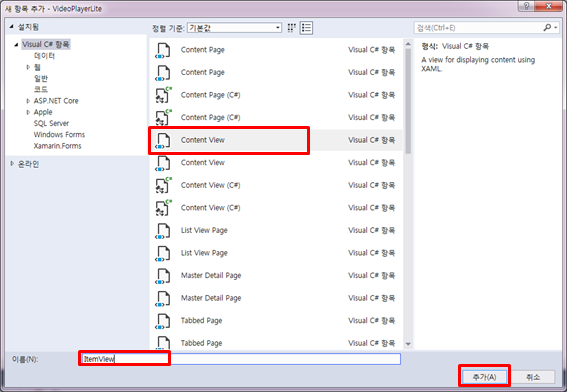 새 항목 추가 - VideoPlayerLite
설치됨
정렬 기준: 기본값
검색(Ctrl+E)
Visual C# 항목
데이터
웹
일반
코드
ASP.NET Core
Apple
SQL Server
Windows Forms
Xamarin.Forms
온라인
Content Page Visual C# 항목
Content Page Visual C# 항목
Content Page (C#) Visual C# 항목
Content Page (C#) Visual C# 항목
Content View Visual C# 항목
Content View Visual C# 항목
Content View (C#) Visual C# 항목
Content View (C#) Visual C# 항목
List View Page Visual C# 항목
List View Page Visual C# 항목
Master Detail Page Visual C# 항목
Master Detail Page Visual C# 항목
Tabbed Page Visual C# 항목
Tabbed Page Visual C# 항목
형식: Visual C# 항목
A view for displaying content using
XAML.
이름(N):
ItemView
추가(A)
취소